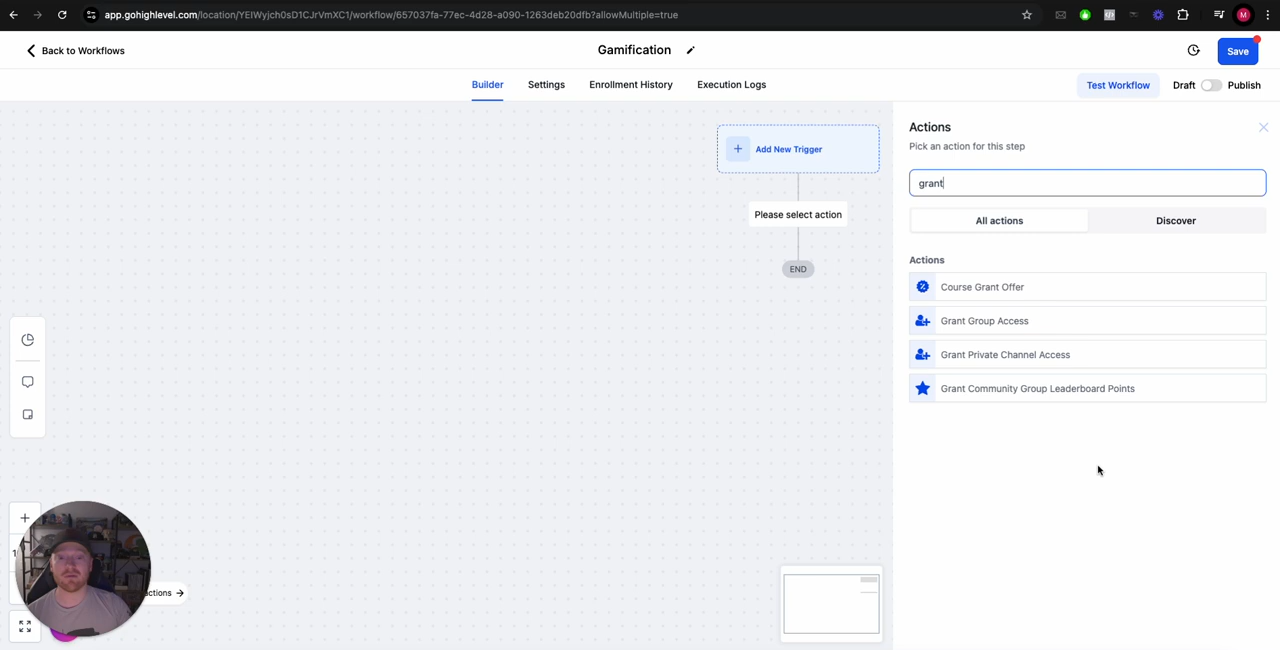 app.gohighlevel.com/location/YEIWyjch0sD1CJrVmXC1/workflow/657037fa-77ec-4d28-a090-1263deb20dfb?allowMultiple=true
M
Back to Workflows
Gamification
Save
Builder
Settings
Enrollment History
Execution Logs
Test Workflow
Draft
Publish
Add New Trigger
Please select action
END
Actions
Pick an action for this step
grant
All actions
Discover
Actions
Course Grant Offer
Grant Group Access
Grant Private Channel Access
Grant Community Group Leaderboard Points